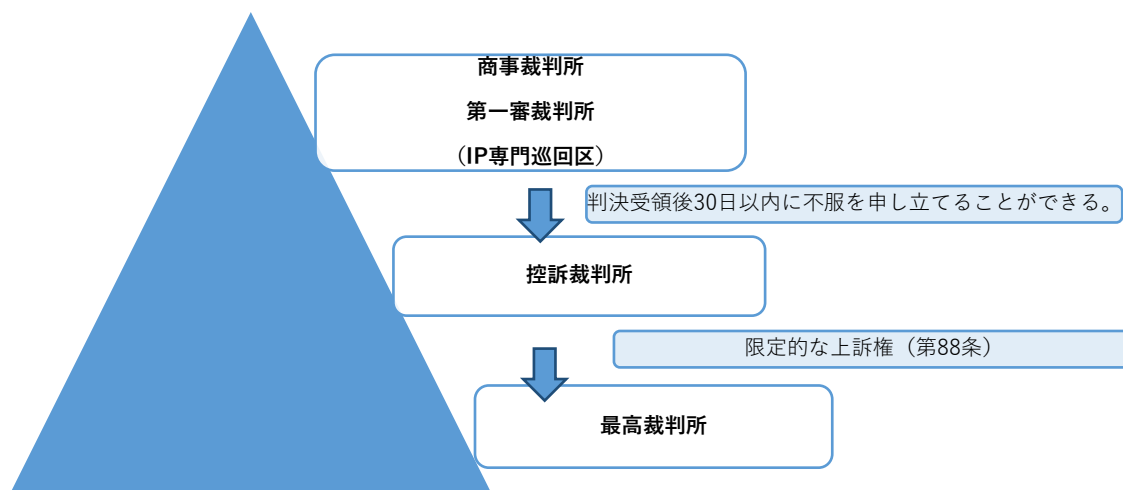 商事裁判所
第一審裁判所
（IP専門巡回区）
判決受領後30日以内に不服を申し立てることができる。
控訴裁判所
限定的な上訴権（第88条）
最高裁判所